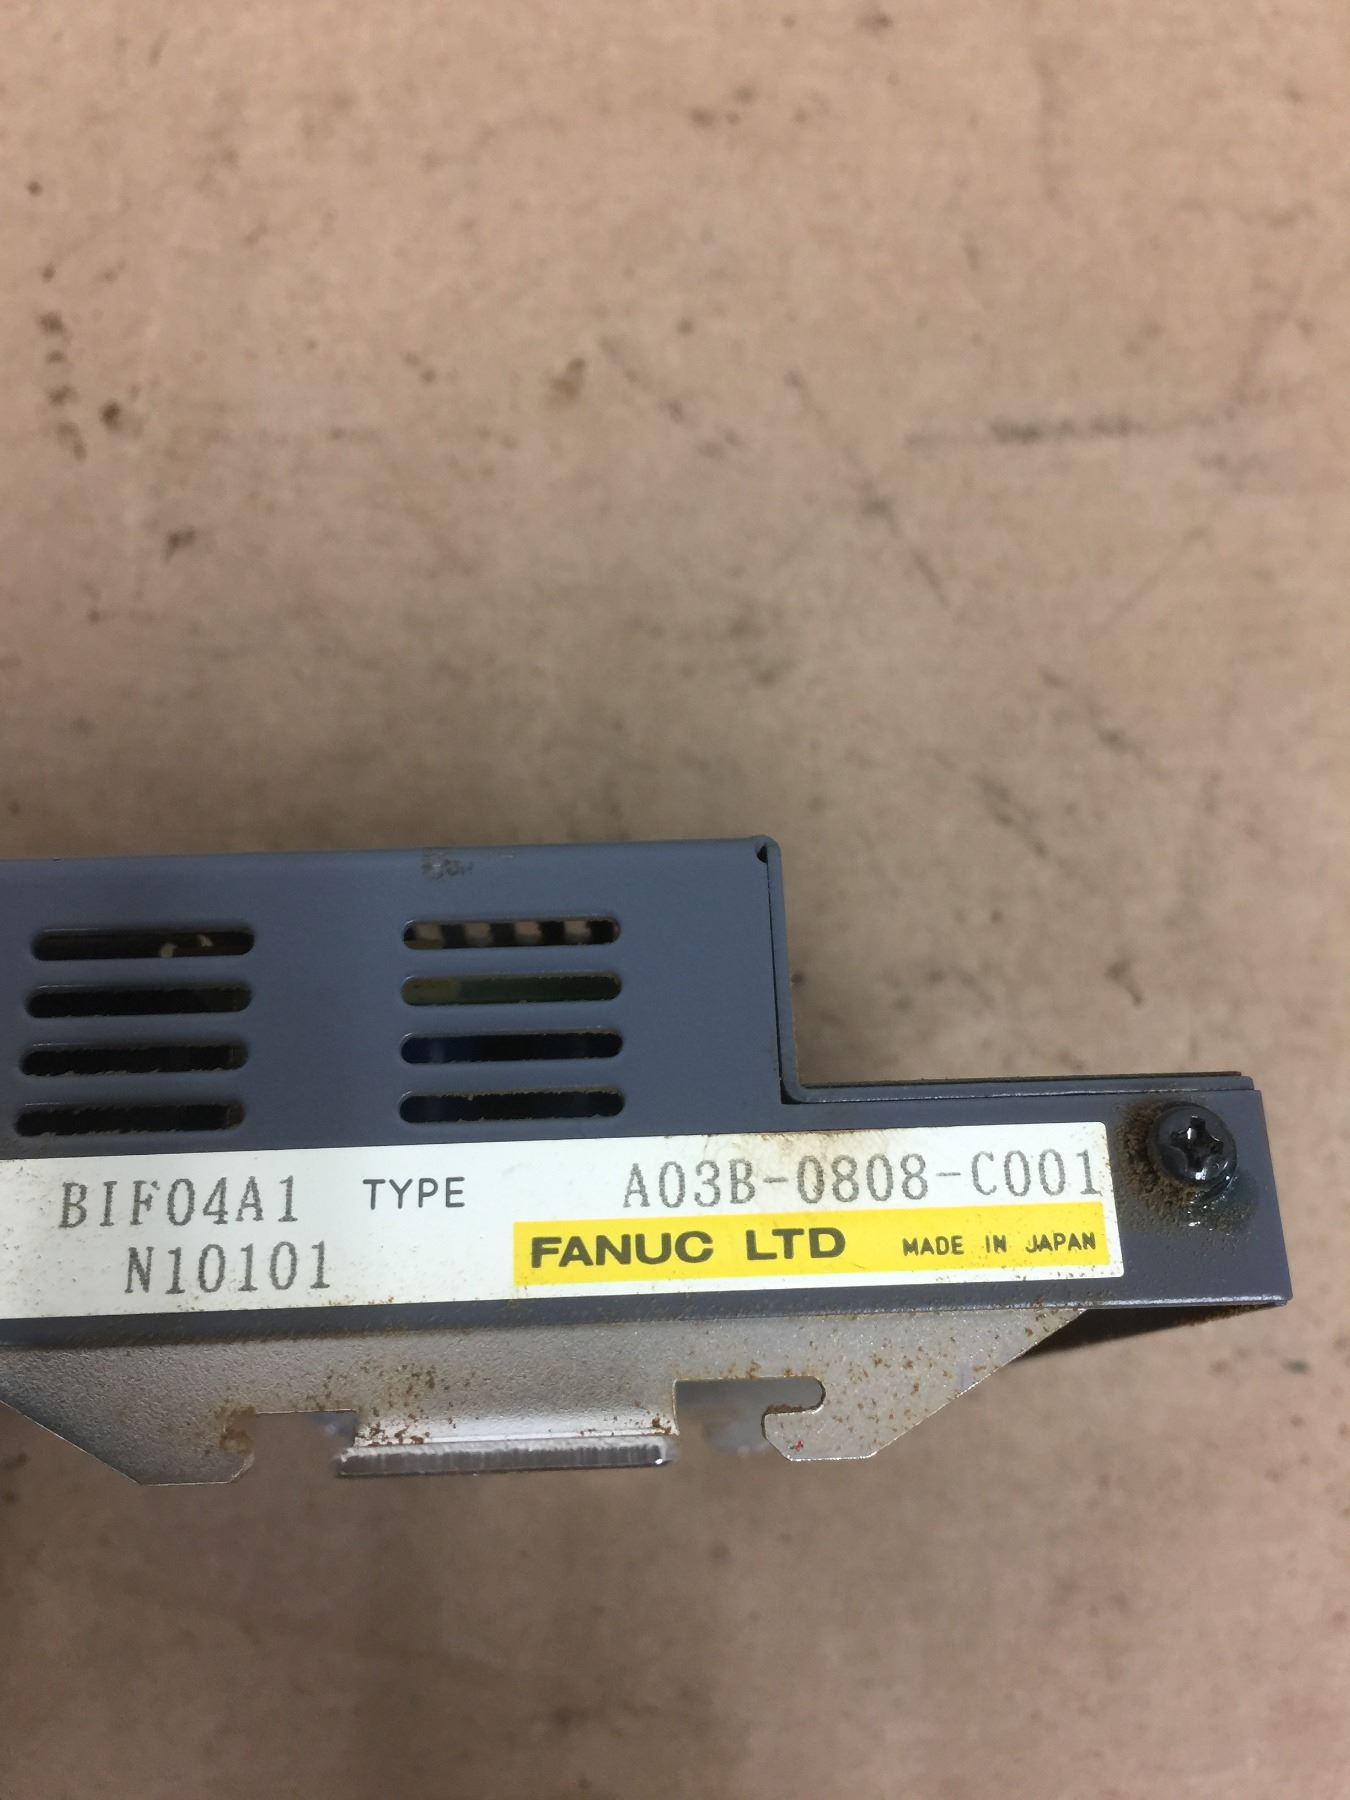 BIF04A1 TYPE A03B-0808-C001
N10101 FANUC LTD MADE IN JAPAN